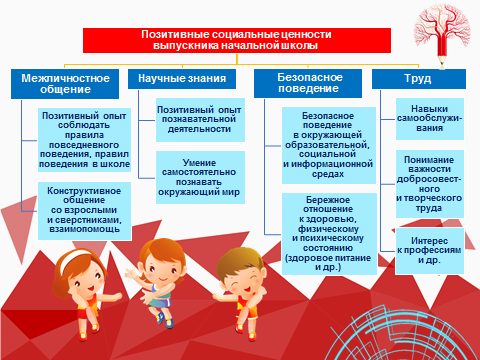 Позитивные социальные ценности
выпускника начальной школы
Межличностное
общение
Позитивный опыт
соблюдать
правила
повседневного
поведения, правил
поведения в школе
Конструктивное
общение
со взрослыми
и сверстниками,
взаимопомощь
Научные знания
Позитивный опыт
познавательной
деятельности
Умение
самостоятельно
познавать
окружающий мир
Безопасное
поведение
Безопасное
поведение
в окружающей,
образовательной,
социальной
и информационной
средах
Бережное
отношение
к здоровью,
физическому
и психическому
состоянию
(здоровое питание
и др.)
Труд
Навыки
самообслужи-
вания
Понимание
важности
добросовест-
ного
и творческого
труда
Интерес
к профессиям
и др.